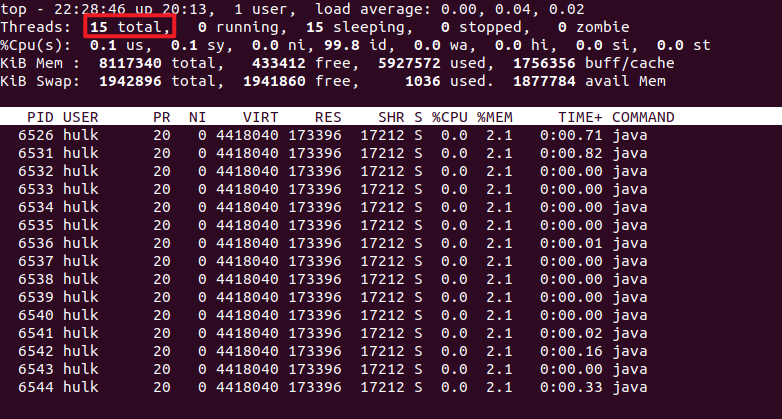 top - 22:28:46 up 20:13,  1 user,  load average: 0.00, 0.04, 0.02
Threads:  15 total,   0 running,  15 sleeping,   0 stopped,   0 zombie
%Cpu(s):  0.1 us,  0.1 sy,  0.0 ni, 99.8 id,  0.0 wa,  0.0 hi,  0.0 si,  0.0 st
KiB Mem :  8117340 total,   433412 free,  5927572 used,  1756356 buff/cache
KiB Swap:  1942896 total,  1941860 free,     1036 used.  1877784 avail Mem
PID USER      PR  NI    VIRT    RES    SHR S %CPU %MEM     TIME+ COMMAND
6526 hulk      20   0 4418040 173396  17212 S  0.0  2.1   0:00.71 java
6531 hulk      20   0 4418040 173396  17212 S  0.0  2.1   0:00.82 java
6532 hulk      20   0 4418040 173396  17212 S  0.0  2.1   0:00.00 java
6533 hulk      20   0 4418040 173396  17212 S  0.0  2.1   0:00.00 java
6534 hulk      20   0 4418040 173396  17212 S  0.0  2.1   0:00.00 java
6535 hulk      20   0 4418040 173396  17212 S  0.0  2.1   0:00.00 java
6536 hulk      20   0 4418040 173396  17212 S  0.0  2.1   0:00.01 java
6537 hulk      20   0 4418040 173396  17212 S  0.0  2.1   0:00.00 java
6538 hulk      20   0 4418040 173396  17212 S  0.0  2.1   0:00.00 java
6539 hulk      20   0 4418040 173396  17212 S  0.0  2.1   0:00.00 java
6540 hulk      20   0 4418040 173396  17212 S  0.0  2.1   0:00.00 java
6541 hulk      20   0 4418040 173396  17212 S  0.0  2.1   0:00.02 java
6542 hulk      20   0 4418040 173396  17212 S  0.0  2.1   0:00.16 java
6543 hulk      20   0 4418040 173396  17212 S  0.0  2.1   0:00.00 java
6544 hulk      20   0 4418040 173396  17212 S  0.0  2.1   0:00.33 java